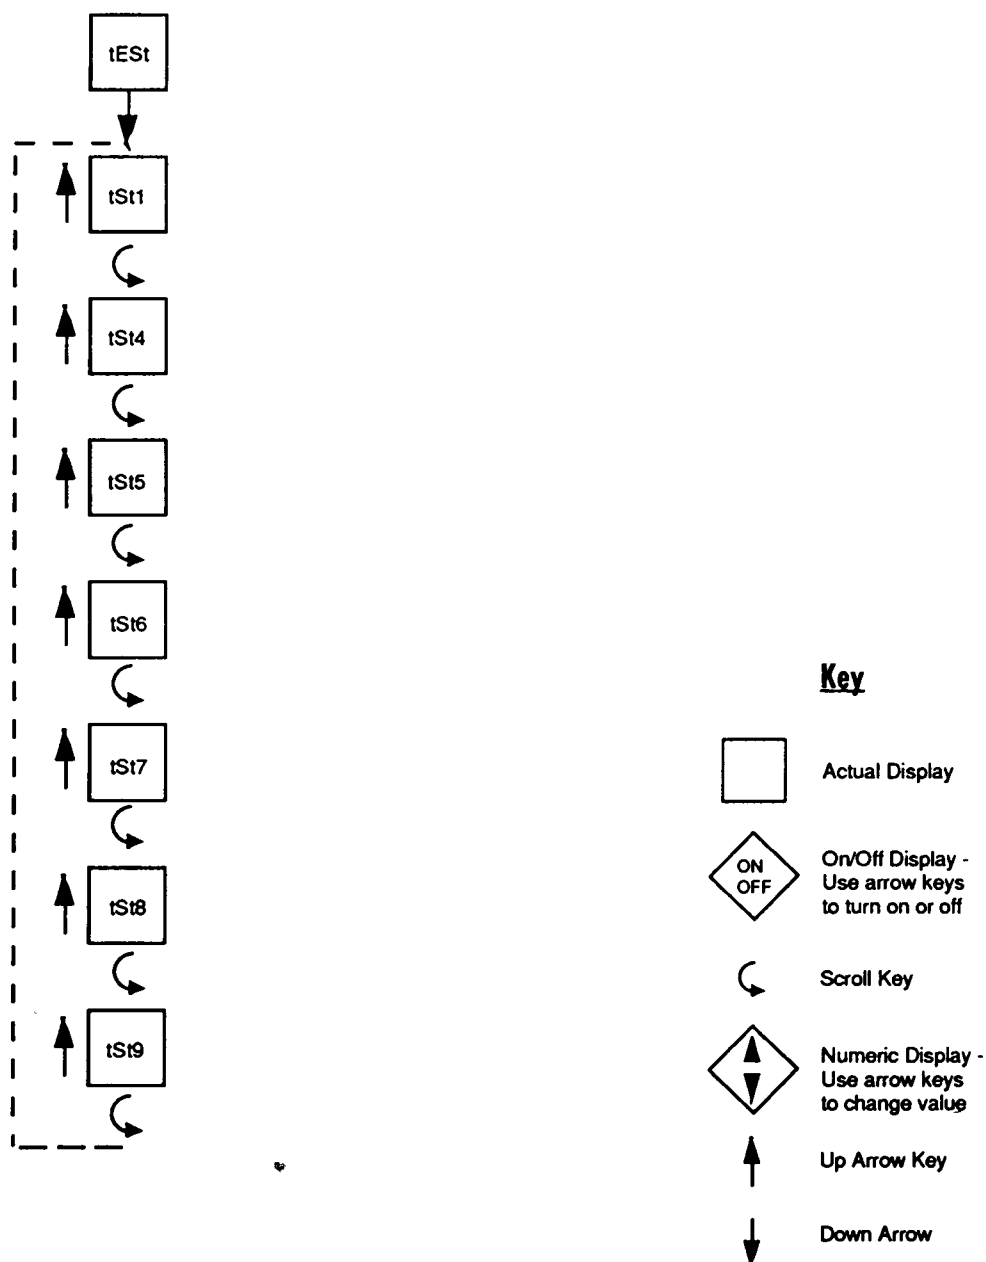 tESt
tSt1
tSt4
tSt5
tSt6
tSt7
tSt8
tSt9
Key
Actual Display
ON
OFF
On/Off Display -
Use arrow keys
to turn on or off
Scroll Key
Numeric Display -
Use arrow keys
to change value
Up Arrow Key
Down Arrow